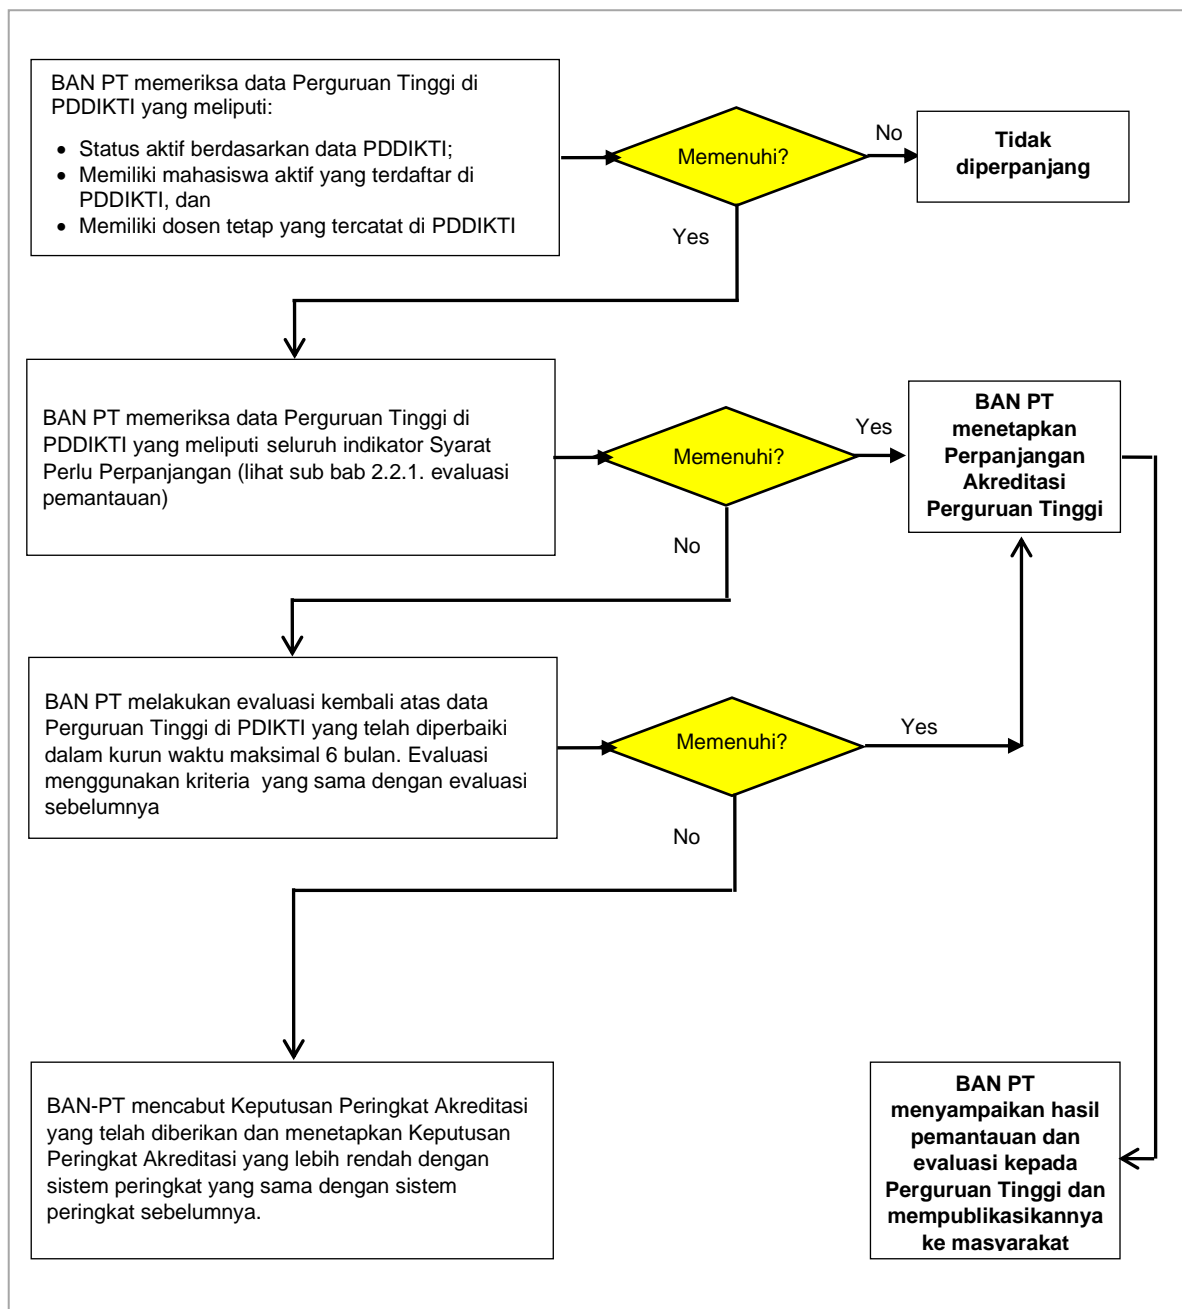 BAN PT memeriksa data Perguruan Tinggi di
PDDIKTI yang meliputi:
• Status aktif berdasarkan data PDDIKTI;
• Memiliki mahasiswa aktif yang terdaftar di
PDDIKTI, dan
• Memiliki dosen tetap yang tercatat di PDDIKTI
Memenuhi?
No
Tidak
diperpanjang
Yes
BAN PT memeriksa data Perguruan Tinggi di
PDDIKTI yang meliputi seluruh indikator Syarat
Perlu Perpanjangan (lihat sub bab 2.2.1. evaluasi
pemantauan)
Memenuhi?
Yes
BAN PT
menetapkan
Perpanjangan
Akreditasi
Perguruan Tinggi
No
BAN PT melakukan evaluasi kembali atas data
Perguruan Tinggi di PDIKTI yang telah diperbaiki
dalam kurun waktu maksimal 6 bulan. Evaluasi
menggunakan kriteria yang sama dengan evaluasi
sebelumnya
Memenuhi?
Yes
No
BAN-PT mencabut Keputusan Peringkat Akreditasi
yang telah diberikan dan menetapkan Keputusan
Peringkat Akreditasi yang lebih rendah dengan
sistem peringkat yang sama dengan sistem
peringkat sebelumnya.
BAN PT
menyampaikan hasil
pemantauan dan
evaluasi kepada
Perguruan Tinggi dan
mempublikasikannya
ke masyarakat